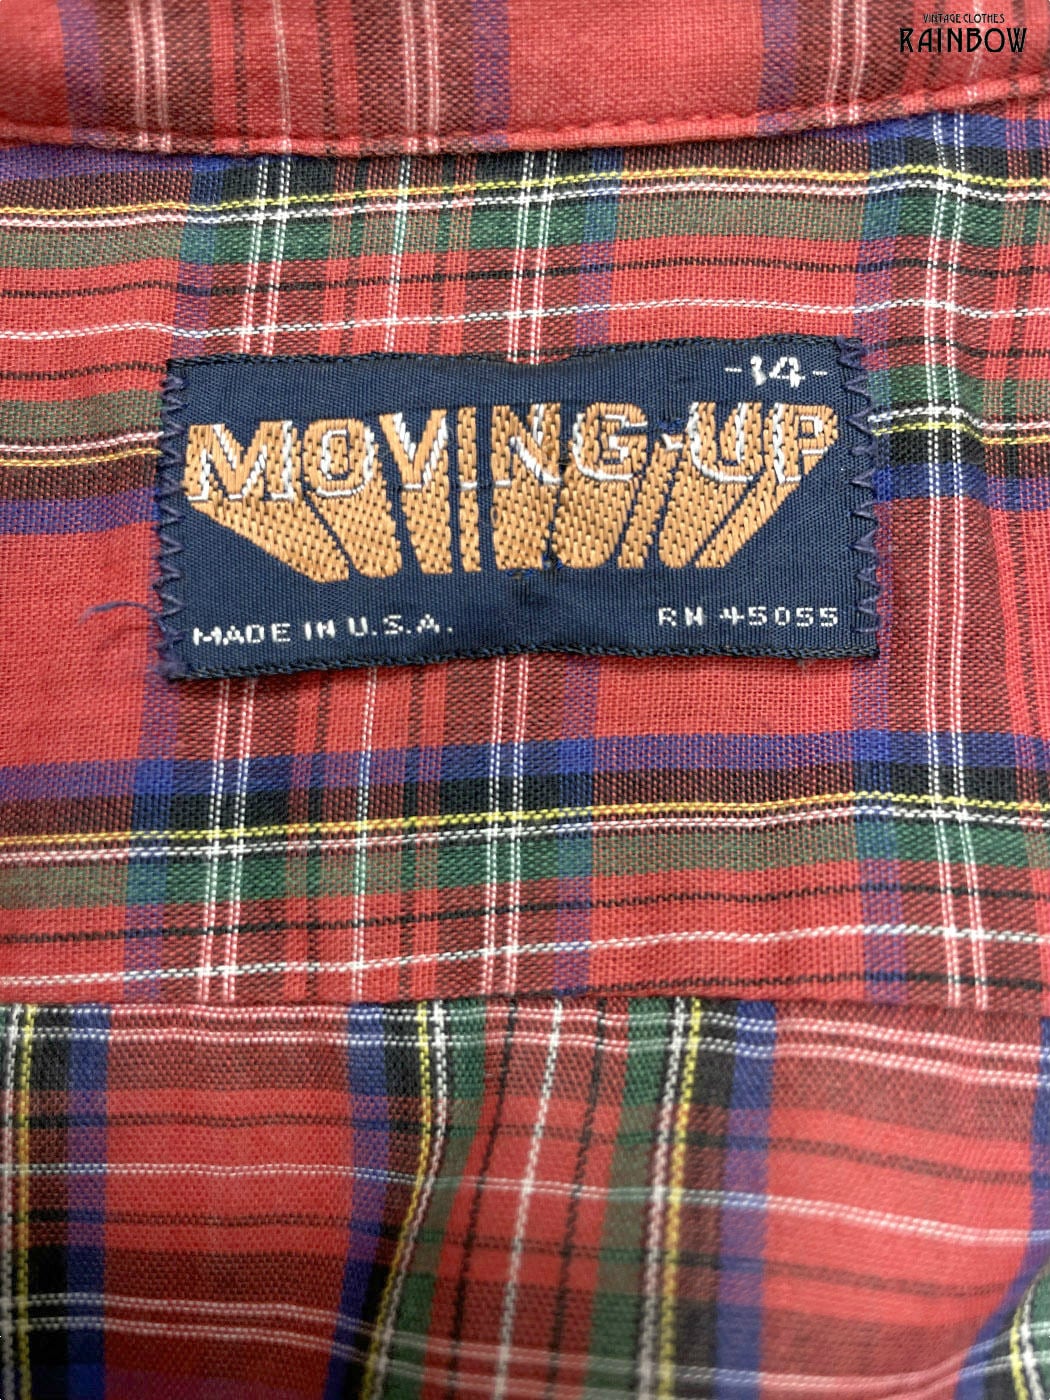 VINTAGE CLOTHES
RAINBOW
-14-
MOVING-UP
MADE IN U.S.A.
RN 45055